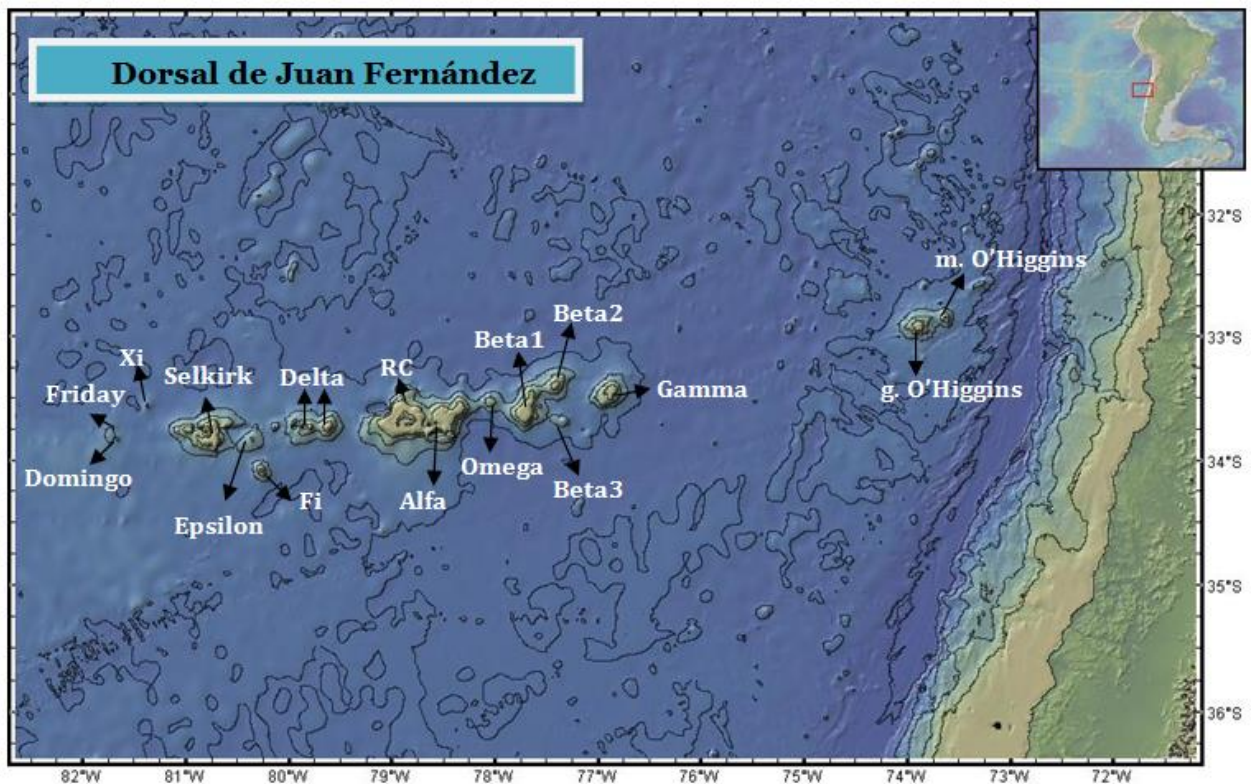 Dorsal de Juan Fernández
32°S
m. O'Higgins
Beta2
33°S
Beta1
Xi
RC
Selkirk
Delta
Friday
Gamma
g. O'Higgins
34°S
Omega
Domingo
Beta3
Alfa
Fi
Epsilon
35°S
36°S
82°W 81°W 80°W 79°W 78°W 77°W 76°W 75°W 74°W 73°W 72°W